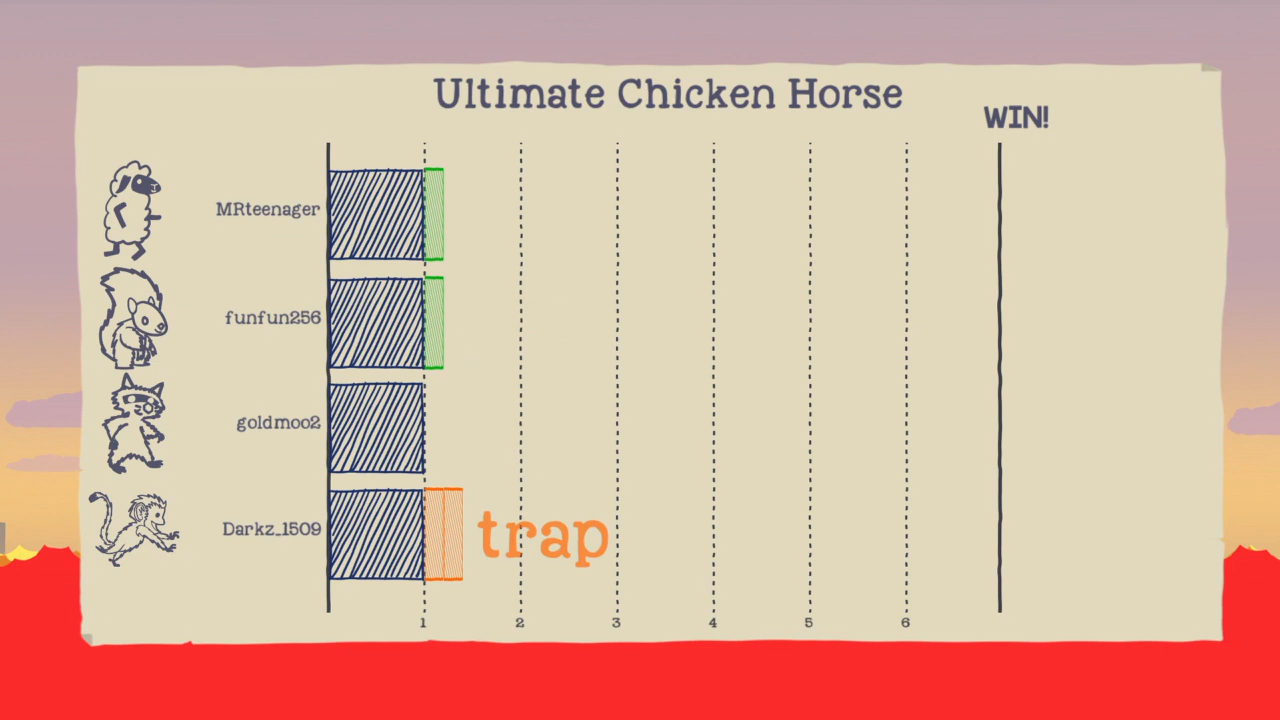 Ultimate Chicken Horse
WIN!
MRteenager
funfun256
goldmoo2
Darkz_1509
trap
1 2 3 4 5 6